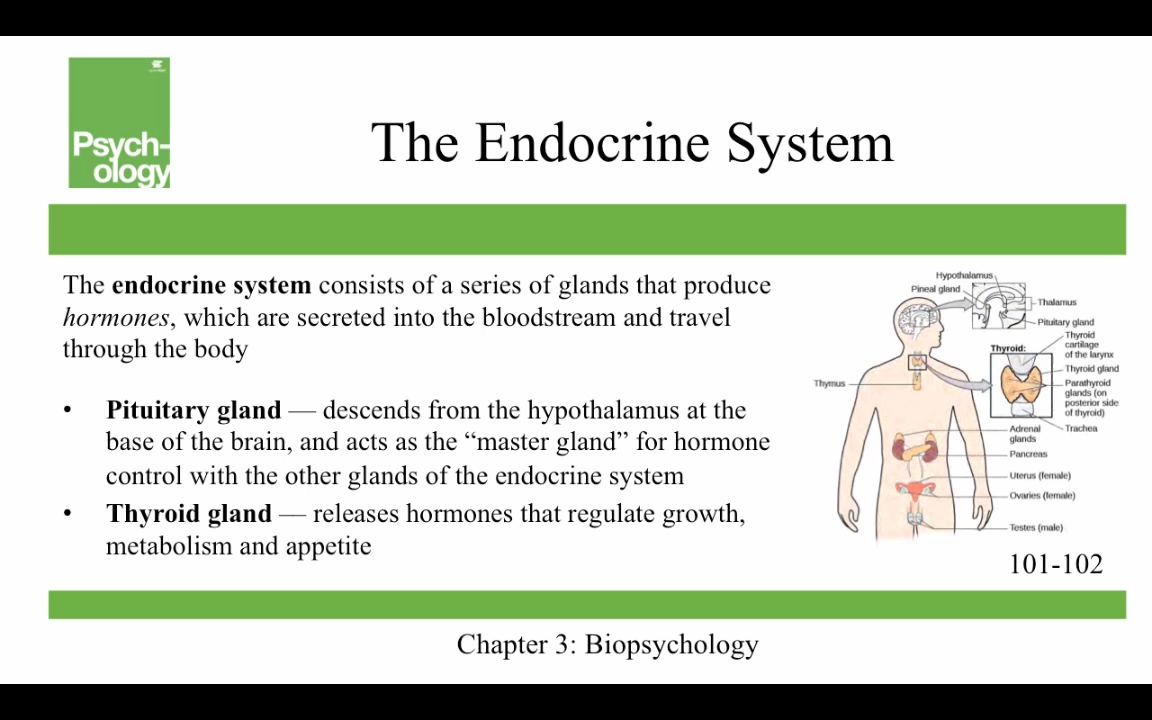 Psych-
ology
The Endocrine System
The endocrine system consists of a series of glands that produce
hormones, which are secreted into the bloodstream and travel
through the body
• Pituitary gland — descends from the hypothalamus at the
base of the brain, and acts as the “master gland” for hormone
control with the other glands of the endocrine system
• Thyroid gland — releases hormones that regulate growth,
metabolism and appetite
Hypothalamus
Pineal gland
Thalamus
Pituitary gland
Thyroid:
Thyroid
cartilage
of the larynx
Thyroid gland
Parathyroid
glands (on
posterior side
of thyroid)
Trachea
Thymus
Adrenal
glands
Pancreas
Uterus (female)
Ovaries (female)
Testes (male)
101-102
Chapter 3: Biopsychology